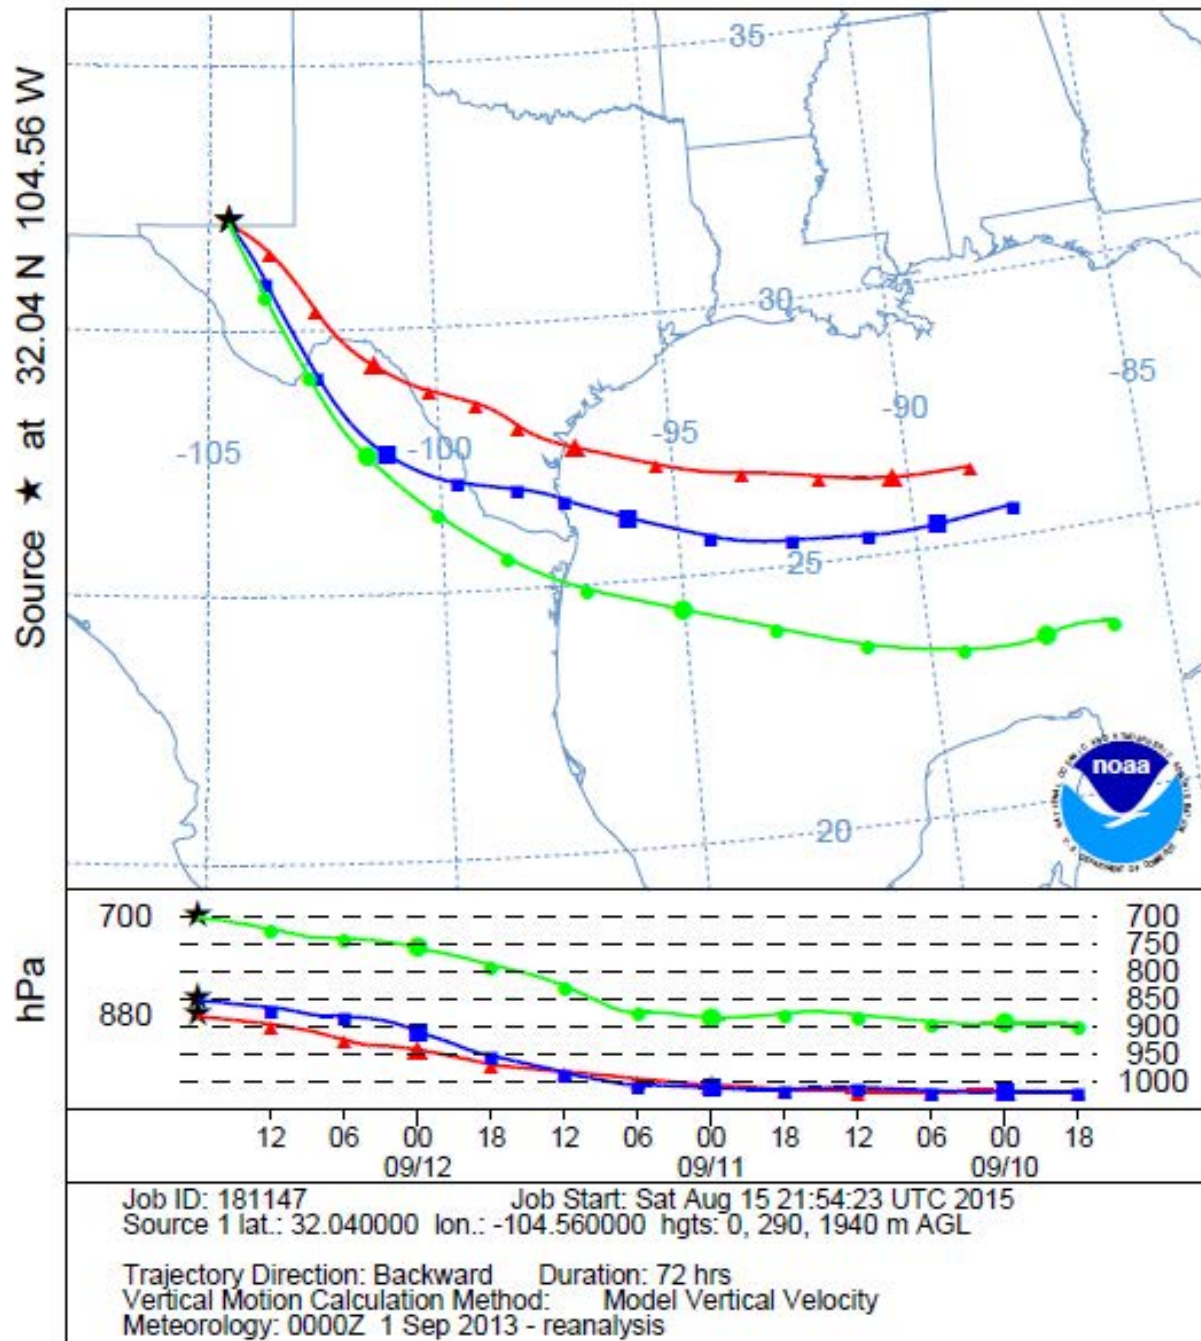 Source ★ at 32.04 N 104.56 W
35
30
-85
-90
-95
-100
-105
25
20
noaa
hPa
700 700
750
800
850
880 900
950
1000
12 06 00 18 12 06 00 18 12 06 00 18
09/12 09/11 09/10
Job ID: 181147 Job Start: Sat Aug 15 21:54:23 UTC 2015
Source 1 lat.: 32.040000 lon.: -104.560000 hgts: 0, 290, 1940 m AGL
Trajectory Direction: Backward Duration: 72 hrs
Vertical Motion Calculation Method: Model Vertical Velocity
Meteorology: 0000Z 1 Sep 2013 - reanalysis